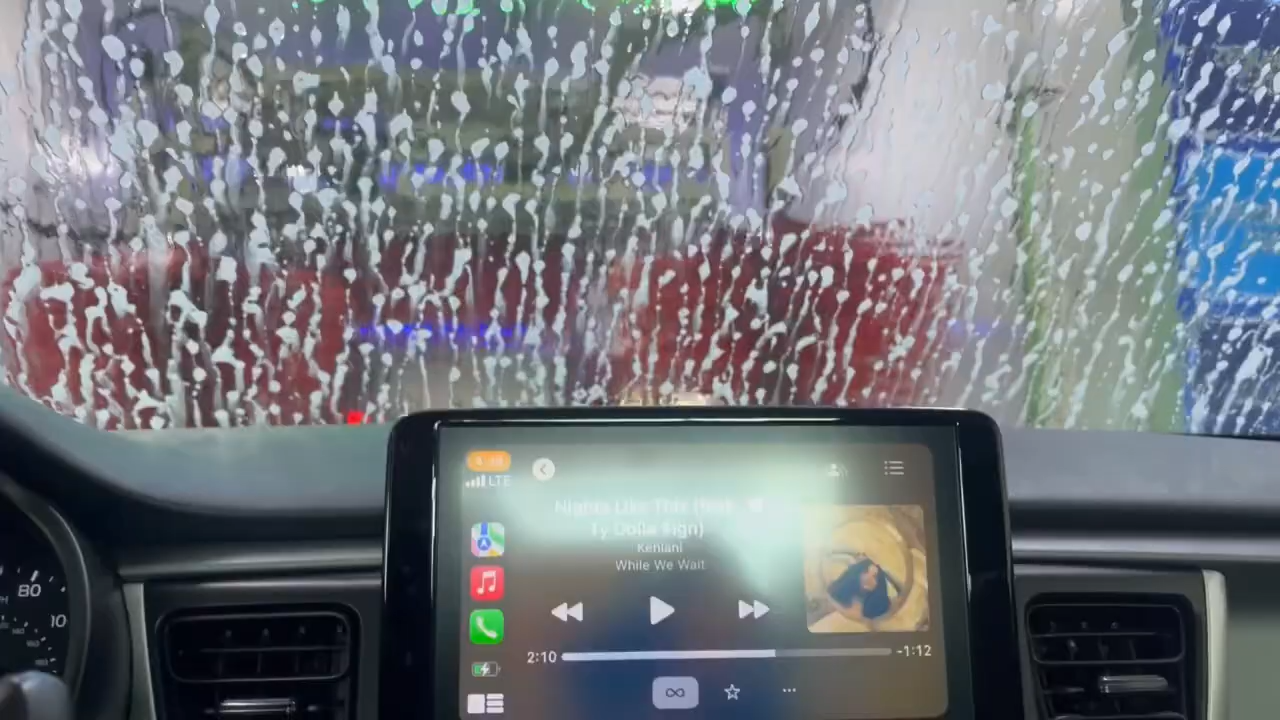 LTE
Nights Like This (feat.
Ty Dolla $ign)
Kehlani
While We Wait
2:10
-1:12
80